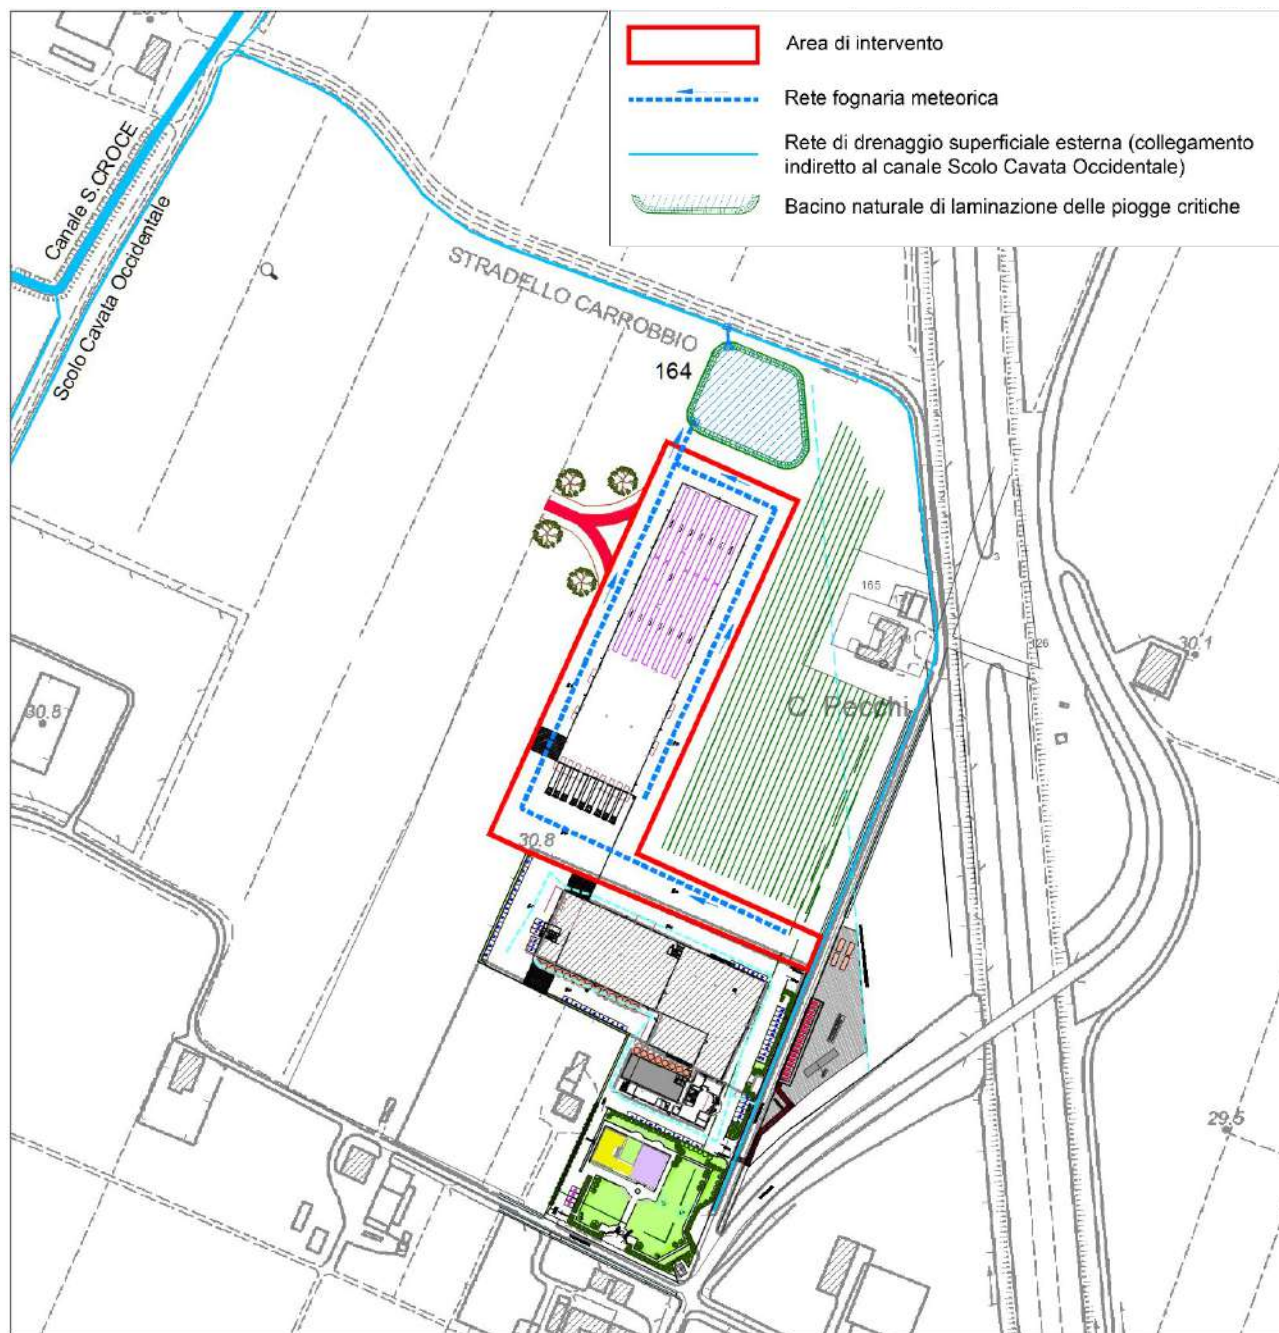 Area di intervento
Rete fognaria meteorica
Rete di drenaggio superficiale esterna (collegamento
indiretto al canale Scolo Cavata Occidentale)
Bacino naturale di laminazione delle piogge critiche
Canale S.CROCE
Scolo Cavata Occidentale
STRADELLO CARROBBIO
164
165
126
30.1
C. Pecchi
30.8
30.8
29.5